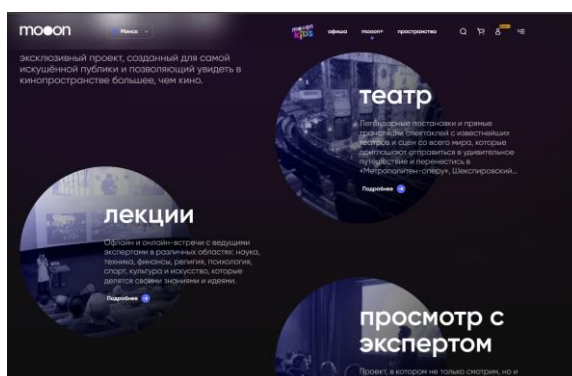 mooon
Минск
mooon
KiDS
афиша
mooon+
пространства
эксклюзивный проект, созданный для самой
искушённой публики и позволяющий увидеть в
кинопространстве большее, чем кино.
театр
Легендарные постановки и прямые
трансляции спектаклей с известнейших
театров и сцен со всего мира, которые
приглашают отправиться в удивительное
путешествие и перенестись в
«Метрополитен-оперу», Шекспировский...
Подробнее
лекции
Офлайн и онлайн-встречи с ведущими
экспертами в различных областях: наука,
техника, финансы, религия, психология,
спорт, культура и искусство, которые
делятся своими знаниями и идеями.
Подробнее
просмотр с
экспертом
Проект, в котором не только смотрим, но и